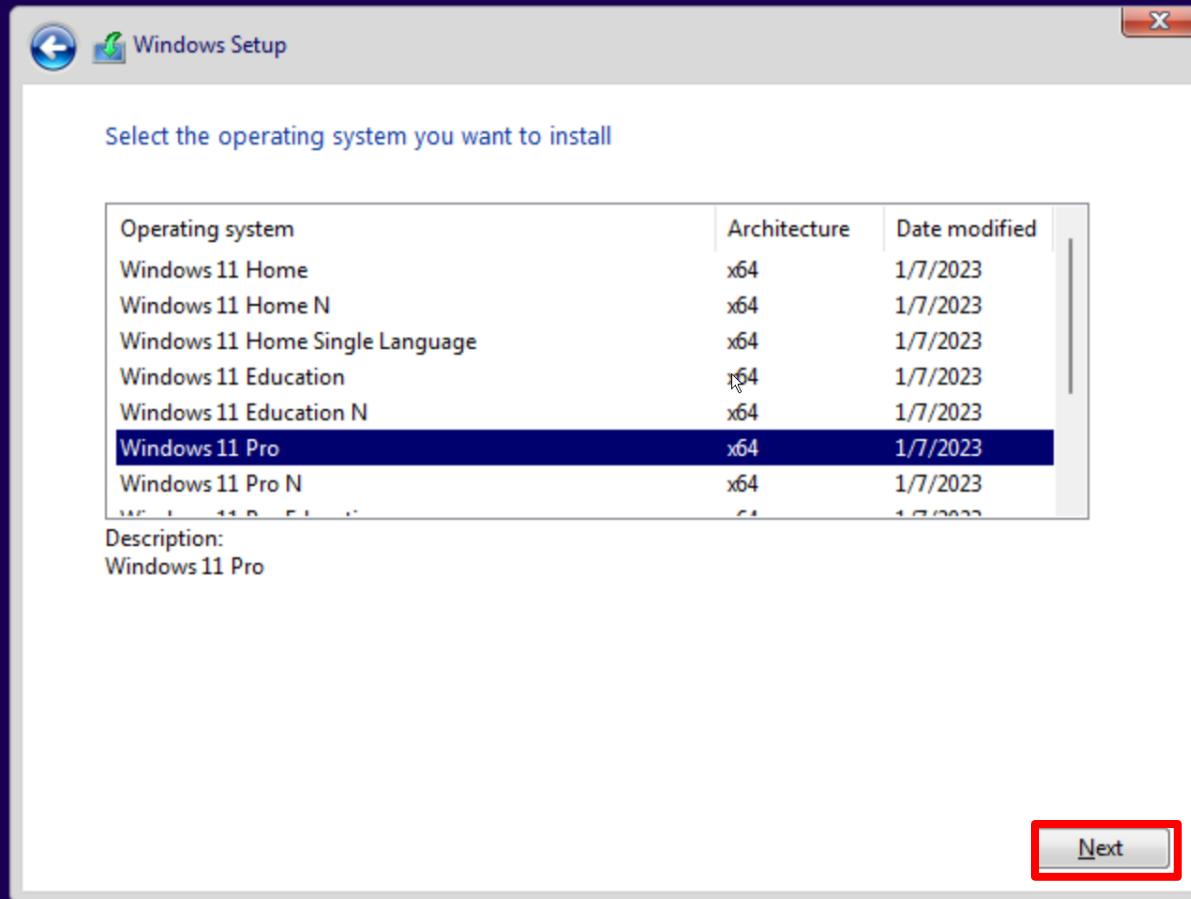 Windows Setup
Select the operating system you want to install
Operating system Architecture Date modified
Windows 11 Home x64 1/7/2023
Windows 11 Home N x64 1/7/2023
Windows 11 Home Single Language x64 1/7/2023
Windows 11 Education x64 1/7/2023
Windows 11 Education N x64 1/7/2023
Windows 11 Pro x64 1/7/2023
Windows 11 Pro N x64 1/7/2023
Description:
Windows 11 Pro
Next